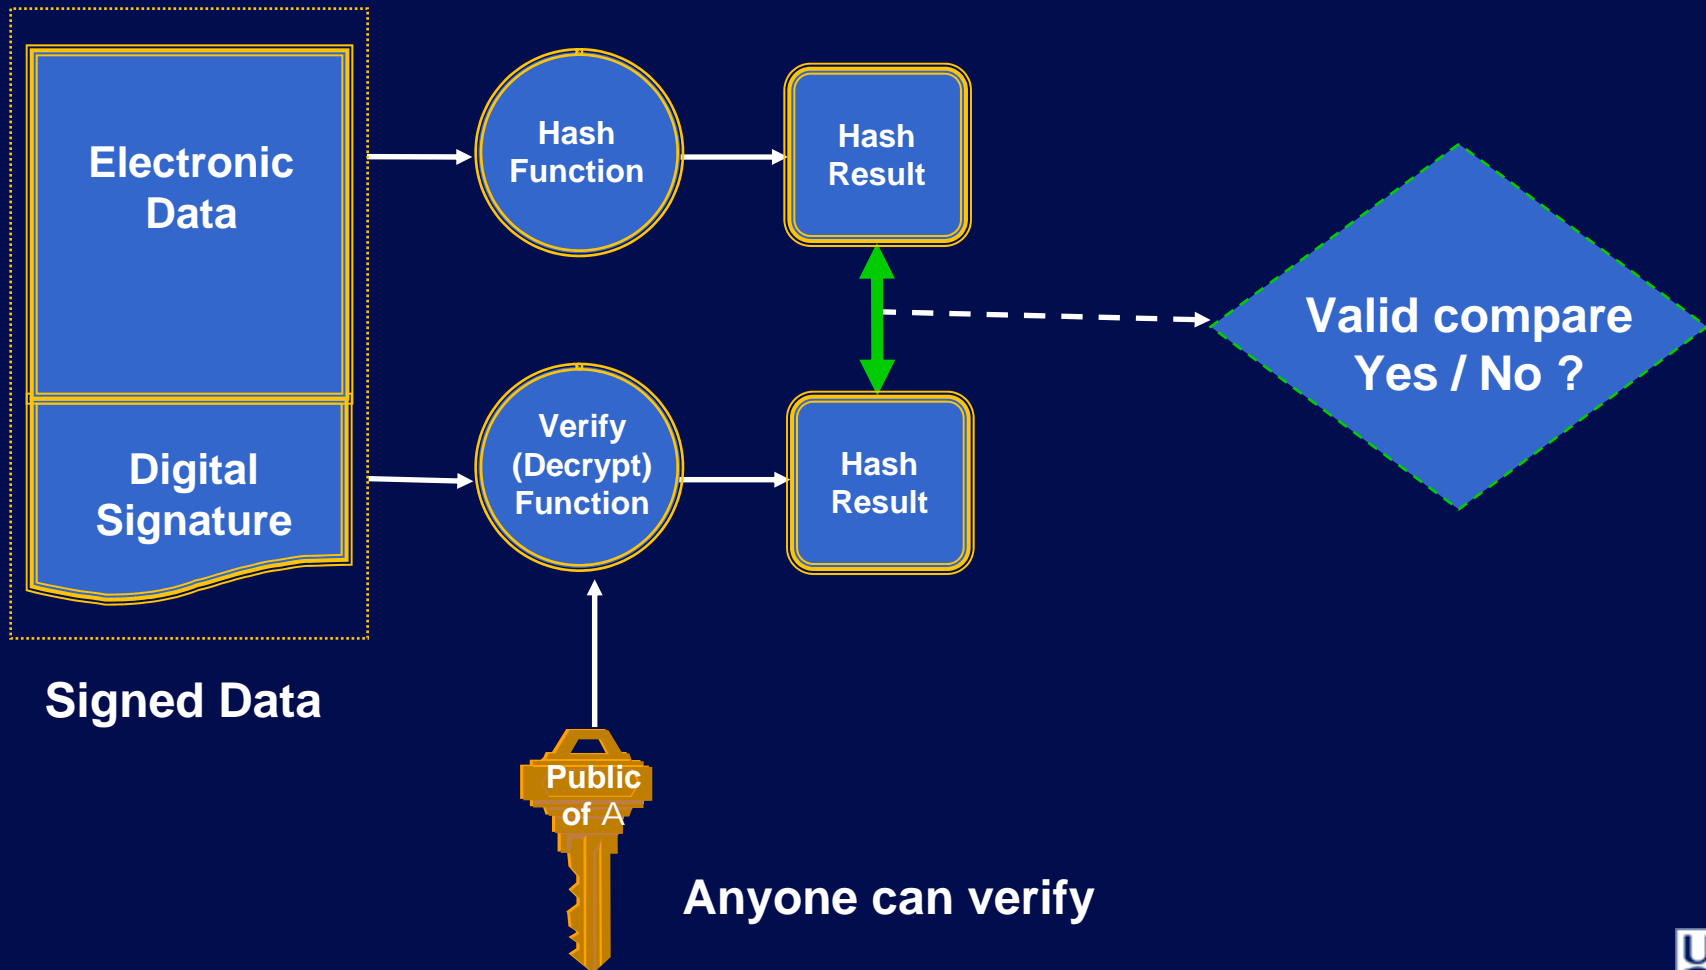 Electronic
Data
Hash
Function
Hash
Result
Valid compare
Yes / No ?
Digital
Signature
Verify
(Decrypt)
Function
Hash
Result
Signed Data
Public
of A
Anyone can verify